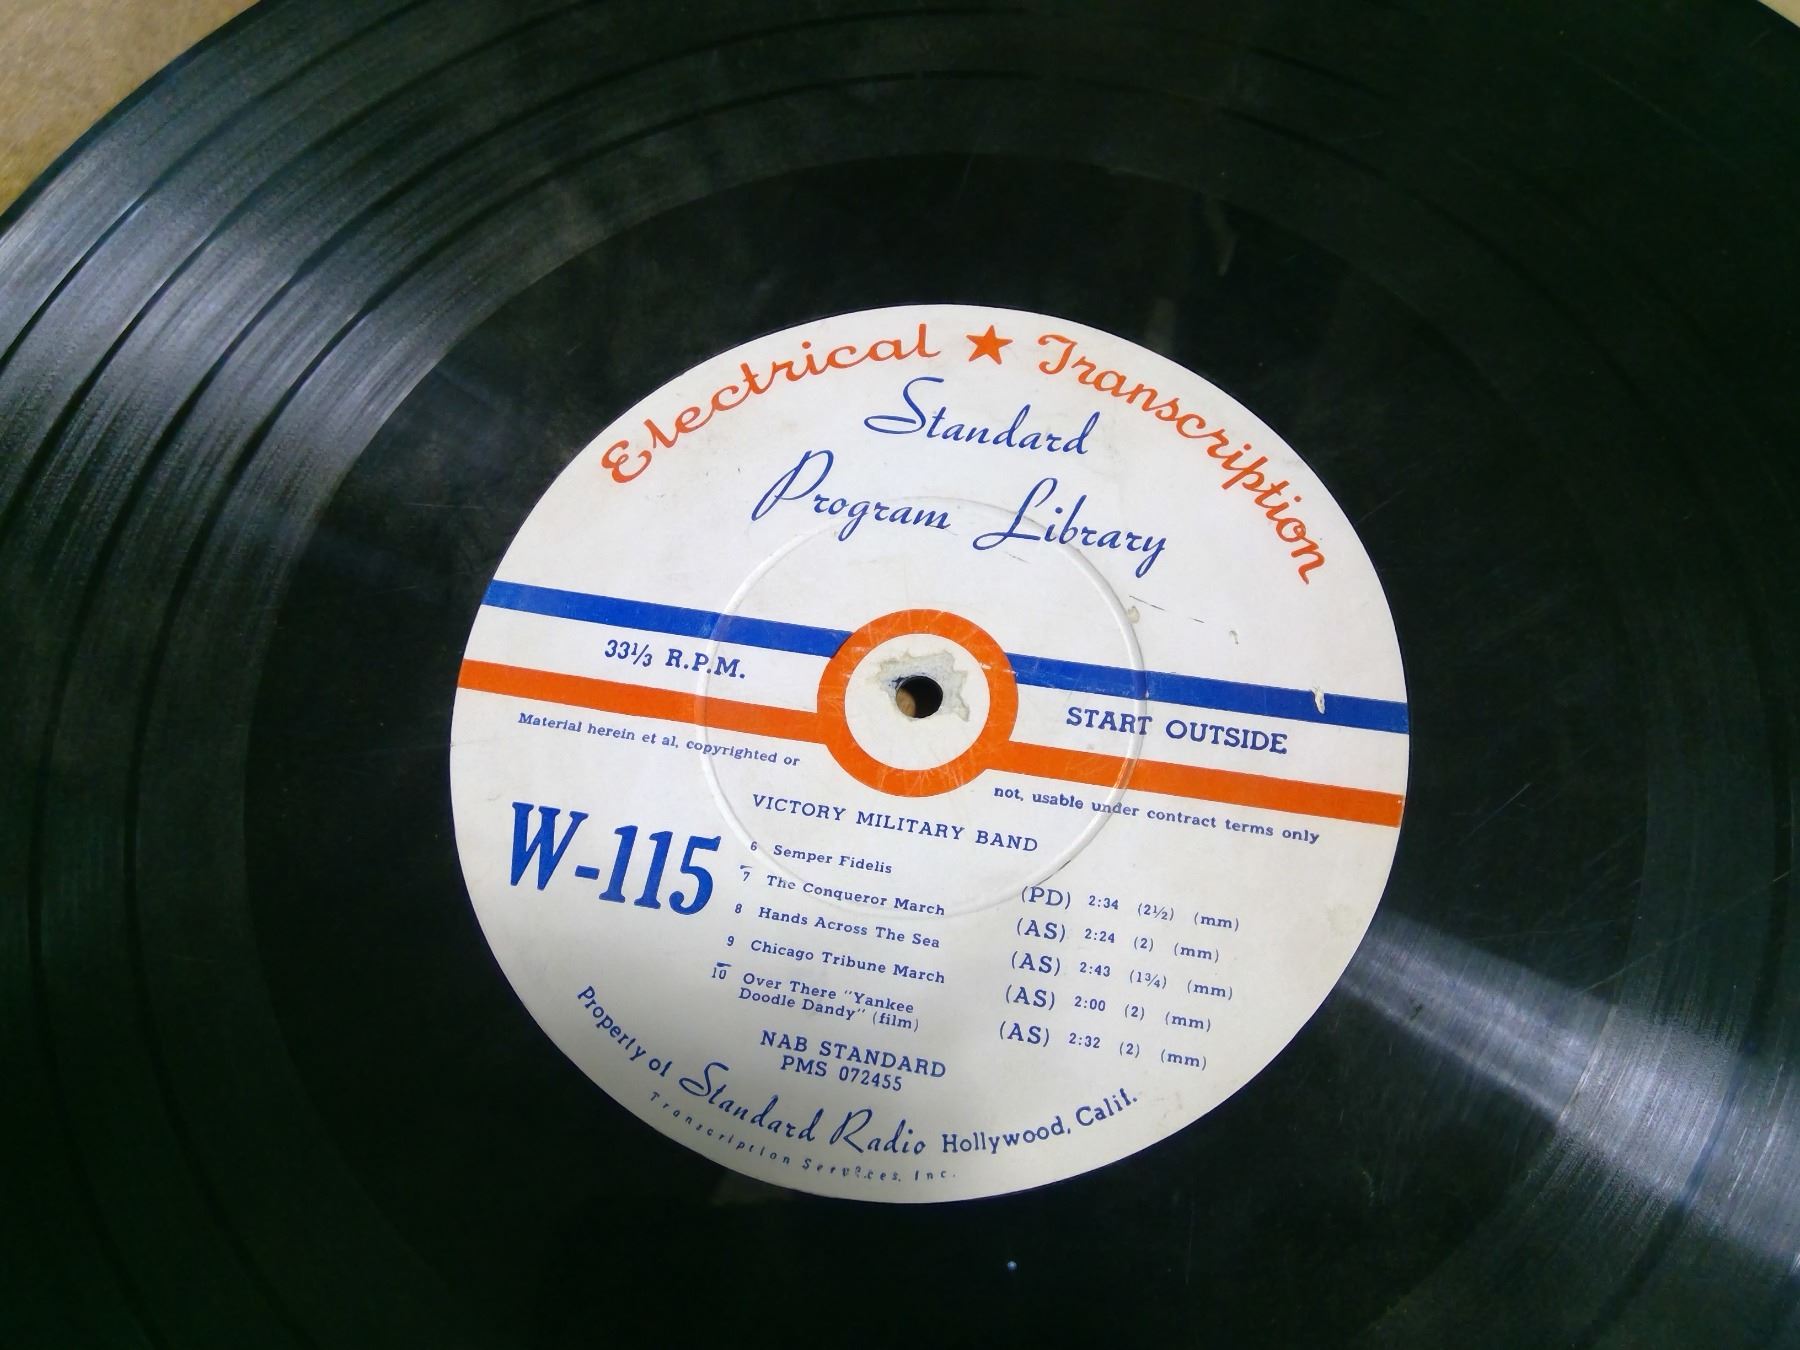 Electrical ★ Transcription
Standard
Program Library
33⅓ R.P.M.
START OUTSIDE
Material herein et al, copyrighted or
not, usable under contract terms only
W-115
VICTORY MILITARY BAND
6 Semper Fidelis (PD) 2:34 (2½) (mm)
7 The Conqueror March (AS) 2:24 (2) (mm)
8 Hands Across The Sea (AS) 2:43 (1¾) (mm)
9 Chicago Tribune March (AS) 2:00 (2) (mm)
10 Over There "Yankee (AS) 2:32 (2) (mm)
Doodle Dandy" (film)
NAB STANDARD
PMS 072455
Property of Standard Radio Hollywood, Calif.
Transcription Services, Inc.